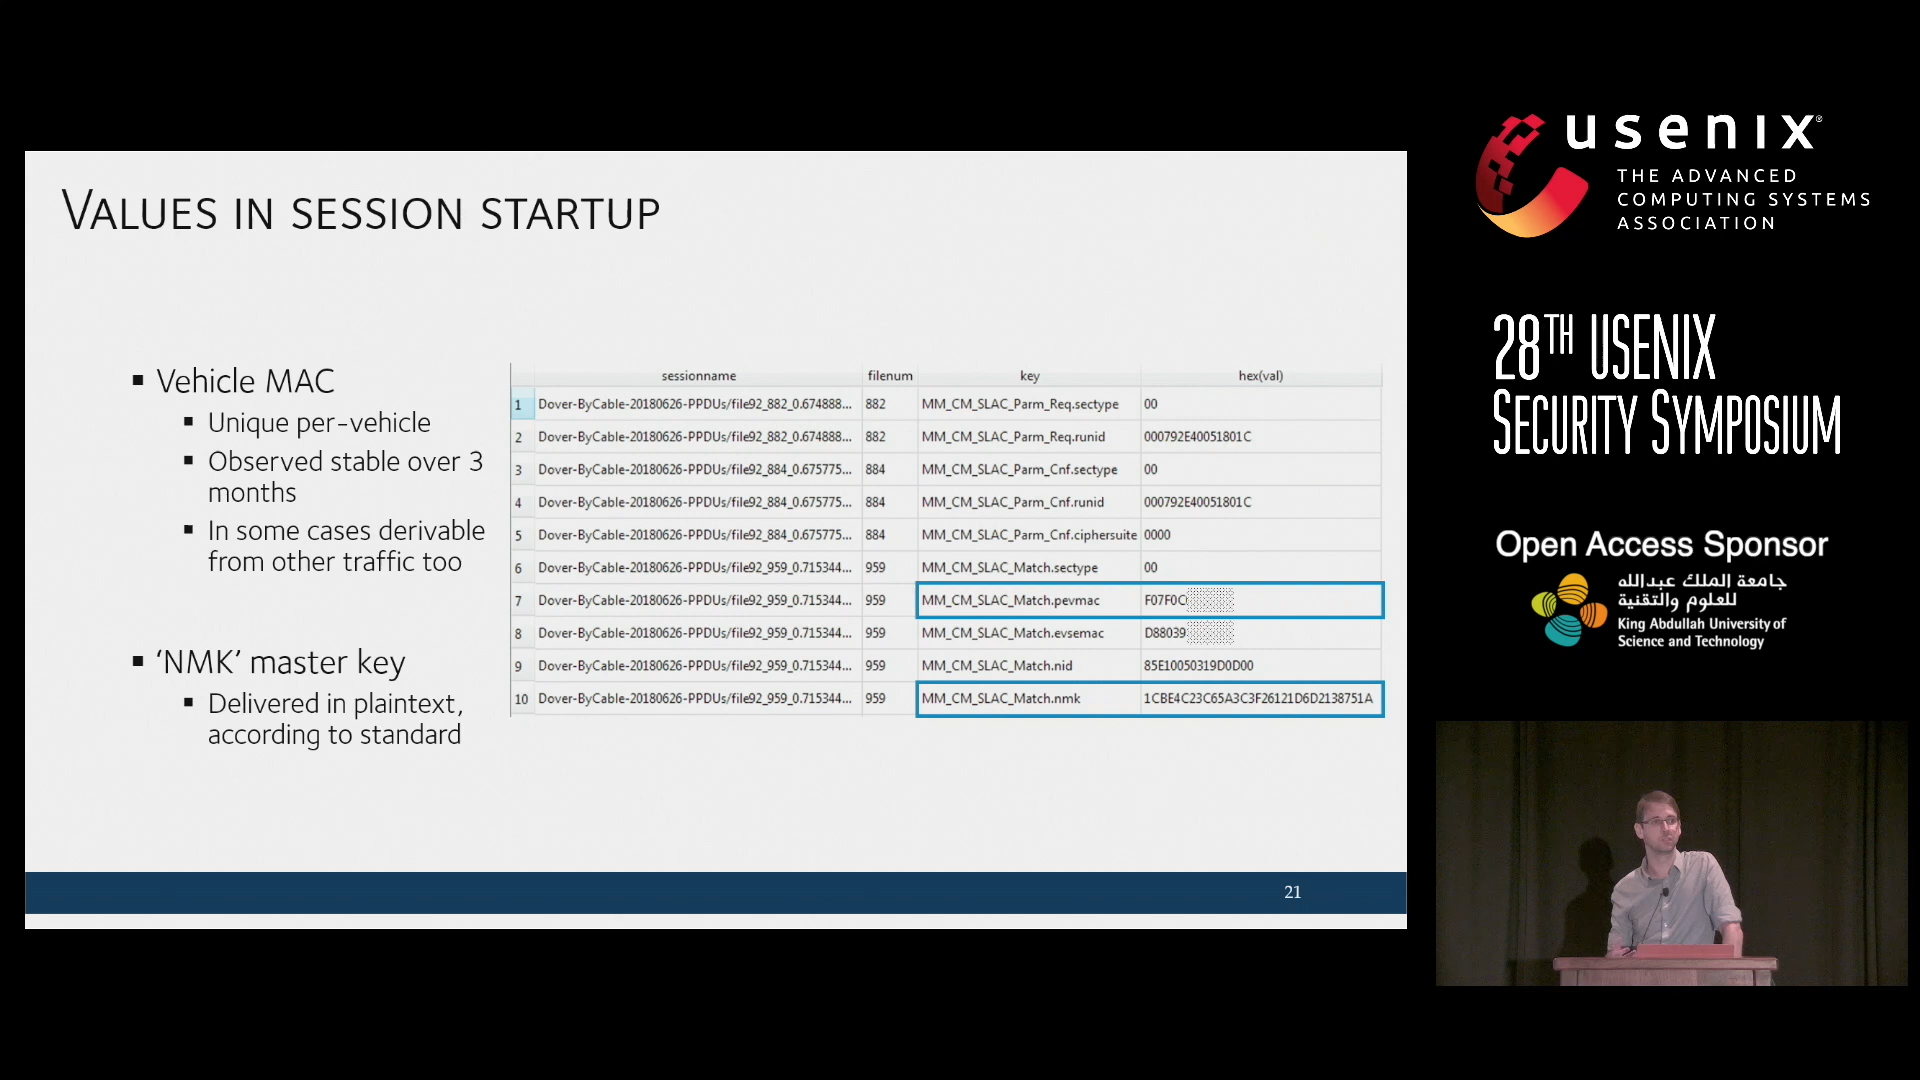 VALUES IN SESSION STARTUP
▪ Vehicle MAC
▪ Unique per-vehicle
▪ Observed stable over 3
months
▪ In some cases derivable
from other traffic too
▪ ‘NMK’ master key
▪ Delivered in plaintext,
according to standard
sessionname filenum key hex(val)
1 Dover-ByCable-20180626-PPDUs/file92_882_0.674888... 882 MM_CM_SLAC_Parm_Req.sectype 00
2 Dover-ByCable-20180626-PPDUs/file92_882_0.674888... 882 MM_CM_SLAC_Parm_Req.runid 000792E40051801C
3 Dover-ByCable-20180626-PPDUs/file92_884_0.675775... 884 MM_CM_SLAC_Parm_Cnf.sectype 00
4 Dover-ByCable-20180626-PPDUs/file92_884_0.675775... 884 MM_CM_SLAC_Parm_Cnf.runid 000792E40051801C
5 Dover-ByCable-20180626-PPDUs/file92_884_0.675775... 884 MM_CM_SLAC_Parm_Cnf.ciphersuite 0000
6 Dover-ByCable-20180626-PPDUs/file92_959_0.715344... 959 MM_CM_SLAC_Match.sectype 00
7 Dover-ByCable-20180626-PPDUs/file92_959_0.715344... 959 MM_CM_SLAC_Match.pevmac F07F0C
8 Dover-ByCable-20180626-PPDUs/file92_959_0.715344... 959 MM_CM_SLAC_Match.evsemac D88039
9 Dover-ByCable-20180626-PPDUs/file92_959_0.715344... 959 MM_CM_SLAC_Match.nid 85E10050319D0D00
10 Dover-ByCable-20180626-PPDUs/file92_959_0.715344... 959 MM_CM_SLAC_Match.nmk 1CBE4C23C65A3C3F26121D6D2138751A
21
usenix®
THE ADVANCED
COMPUTING SYSTEMS
ASSOCIATION
28TH USENIX
SECURITY SYMPOSIUM
Open Access Sponsor
جامعة الملك عبدالله
للعلوم والتقنية
King Abdullah University of
Science and Technology